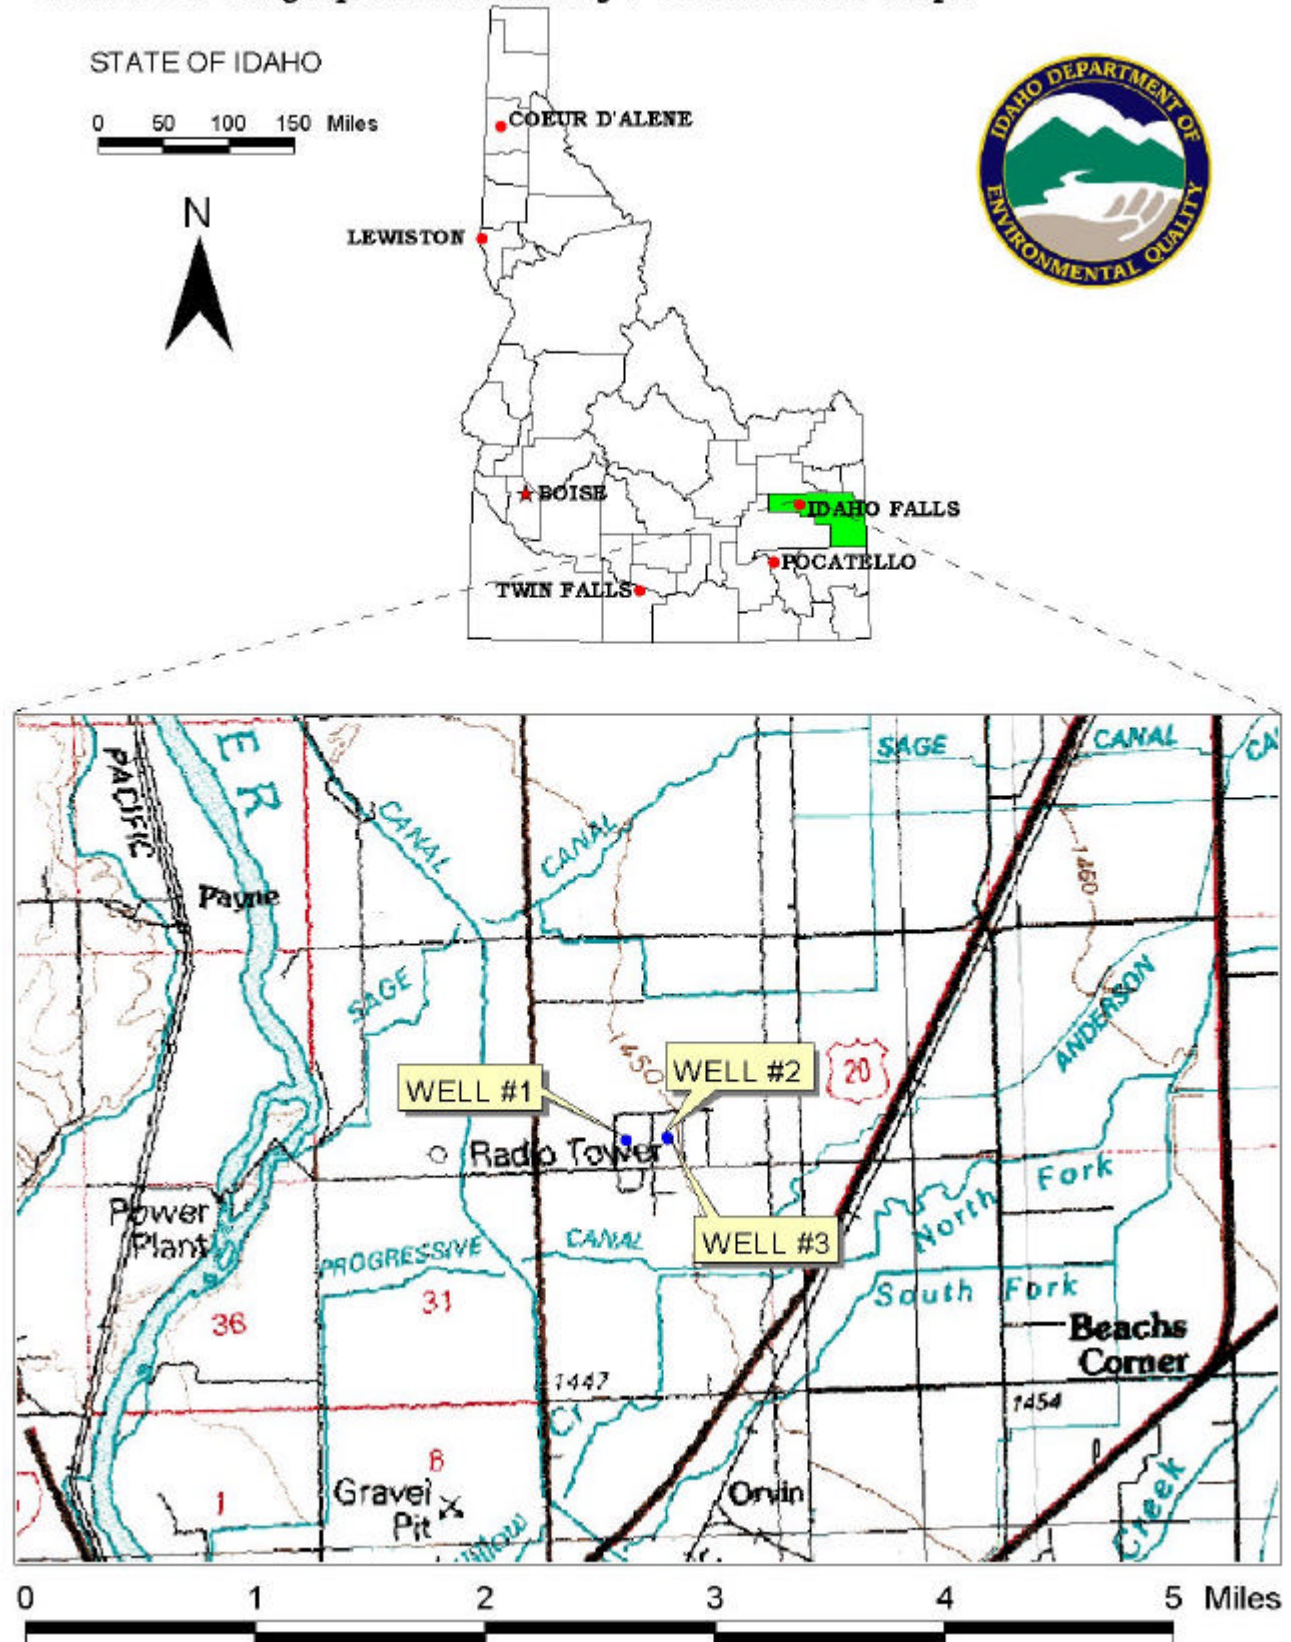 STATE OF IDAHO
0 50 100 150 Miles
N
COEUR D'ALENE
LEWISTON
BOISE
IDAHO FALLS
POCATELLO
TWIN FALLS
IDAHO DEPARTMENT OF
ENVIRONMENTAL QUALITY
ER
SAGE
CANAL
PACIFIC
CANAL
CANAL
Payne
1460
SAGE
ANDERSON
1450
WELL #1
WELL #2
20
Radio Tower
North Fork
Power
Plant
WELL #3
PROGRESSIVE
CANAL
South Fork
31
36
Beachs
Corner
1447
1454
Cr
8
1
Gravel
Pit
Orvin
Willow
Creek
0 1 2 3 4 5 Miles